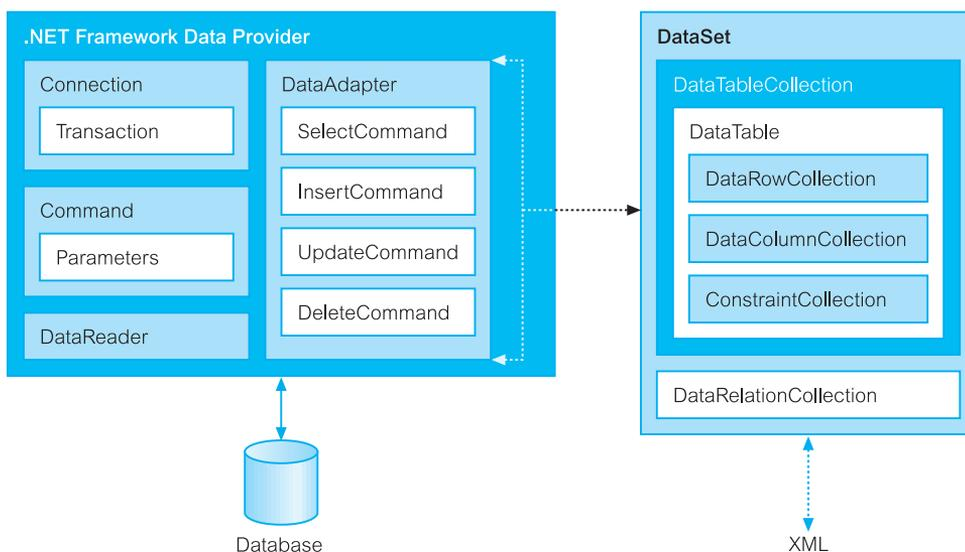 .NET Framework Data Provider
Connection
Transaction
Command
Parameters
DataReader
DataAdapter
SelectCommand
InsertCommand
UpdateCommand
DeleteCommand
Database
DataSet
DataTableCollection
DataTable
DataRowCollection
DataColumnCollection
ConstraintCollection
DataRelationCollection
XML